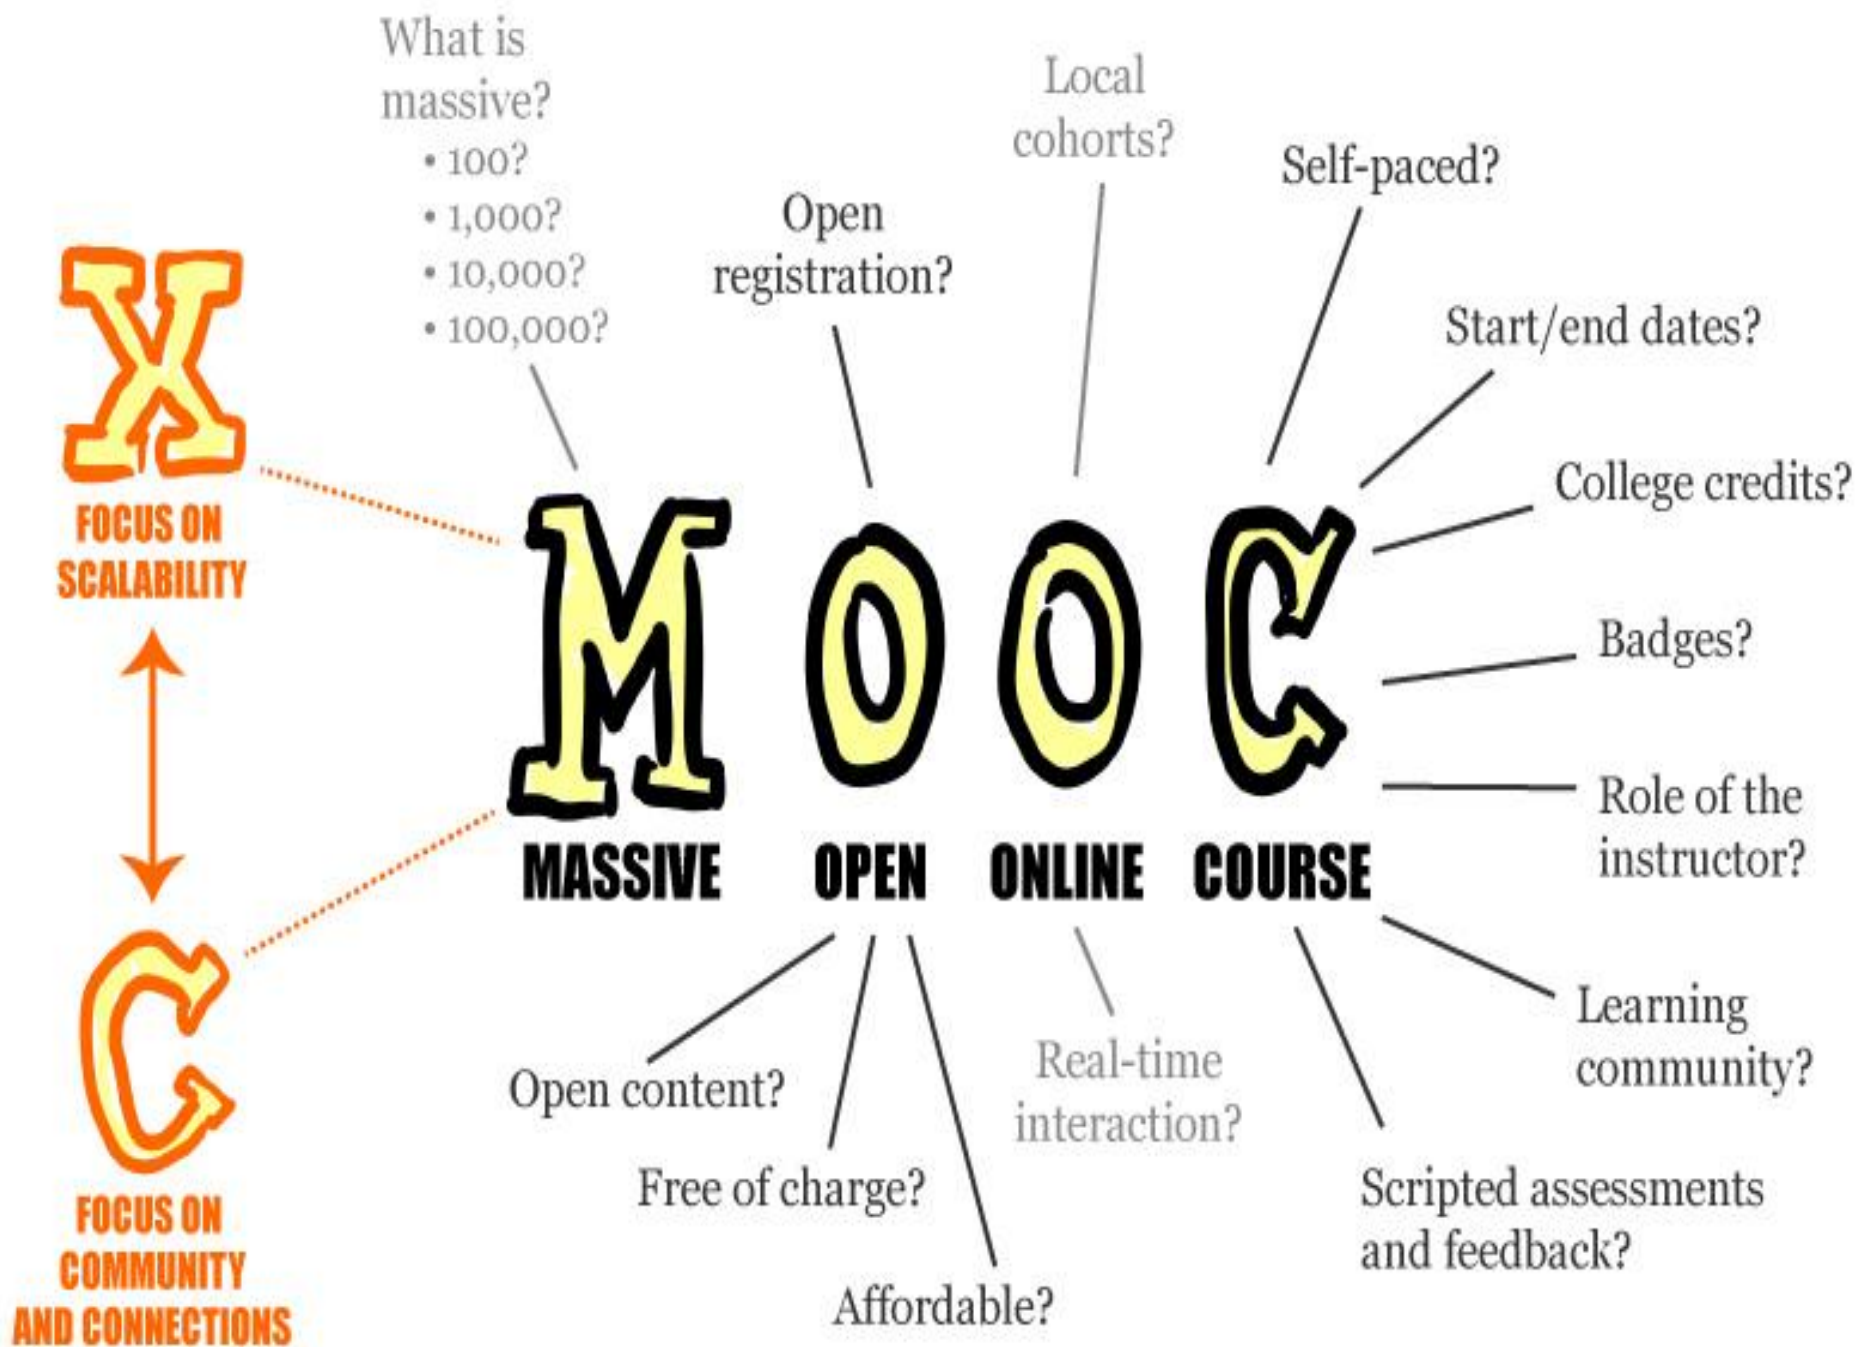 What is
massive?
• 100?
• 1,000?
• 10,000?
• 100,000?
Open
registration?
Local
cohorts?
Self-paced?
Start/end dates?
College credits?
Badges?
Role of the
instructor?
Learning
community?
Scripted assessments
and feedback?
X
FOCUS ON
SCALABILITY
C
FOCUS ON
COMMUNITY
AND CONNECTIONS
MOOC
MASSIVE OPEN ONLINE COURSE
Open content?
Free of charge?
Affordable?
Real-time
interaction?